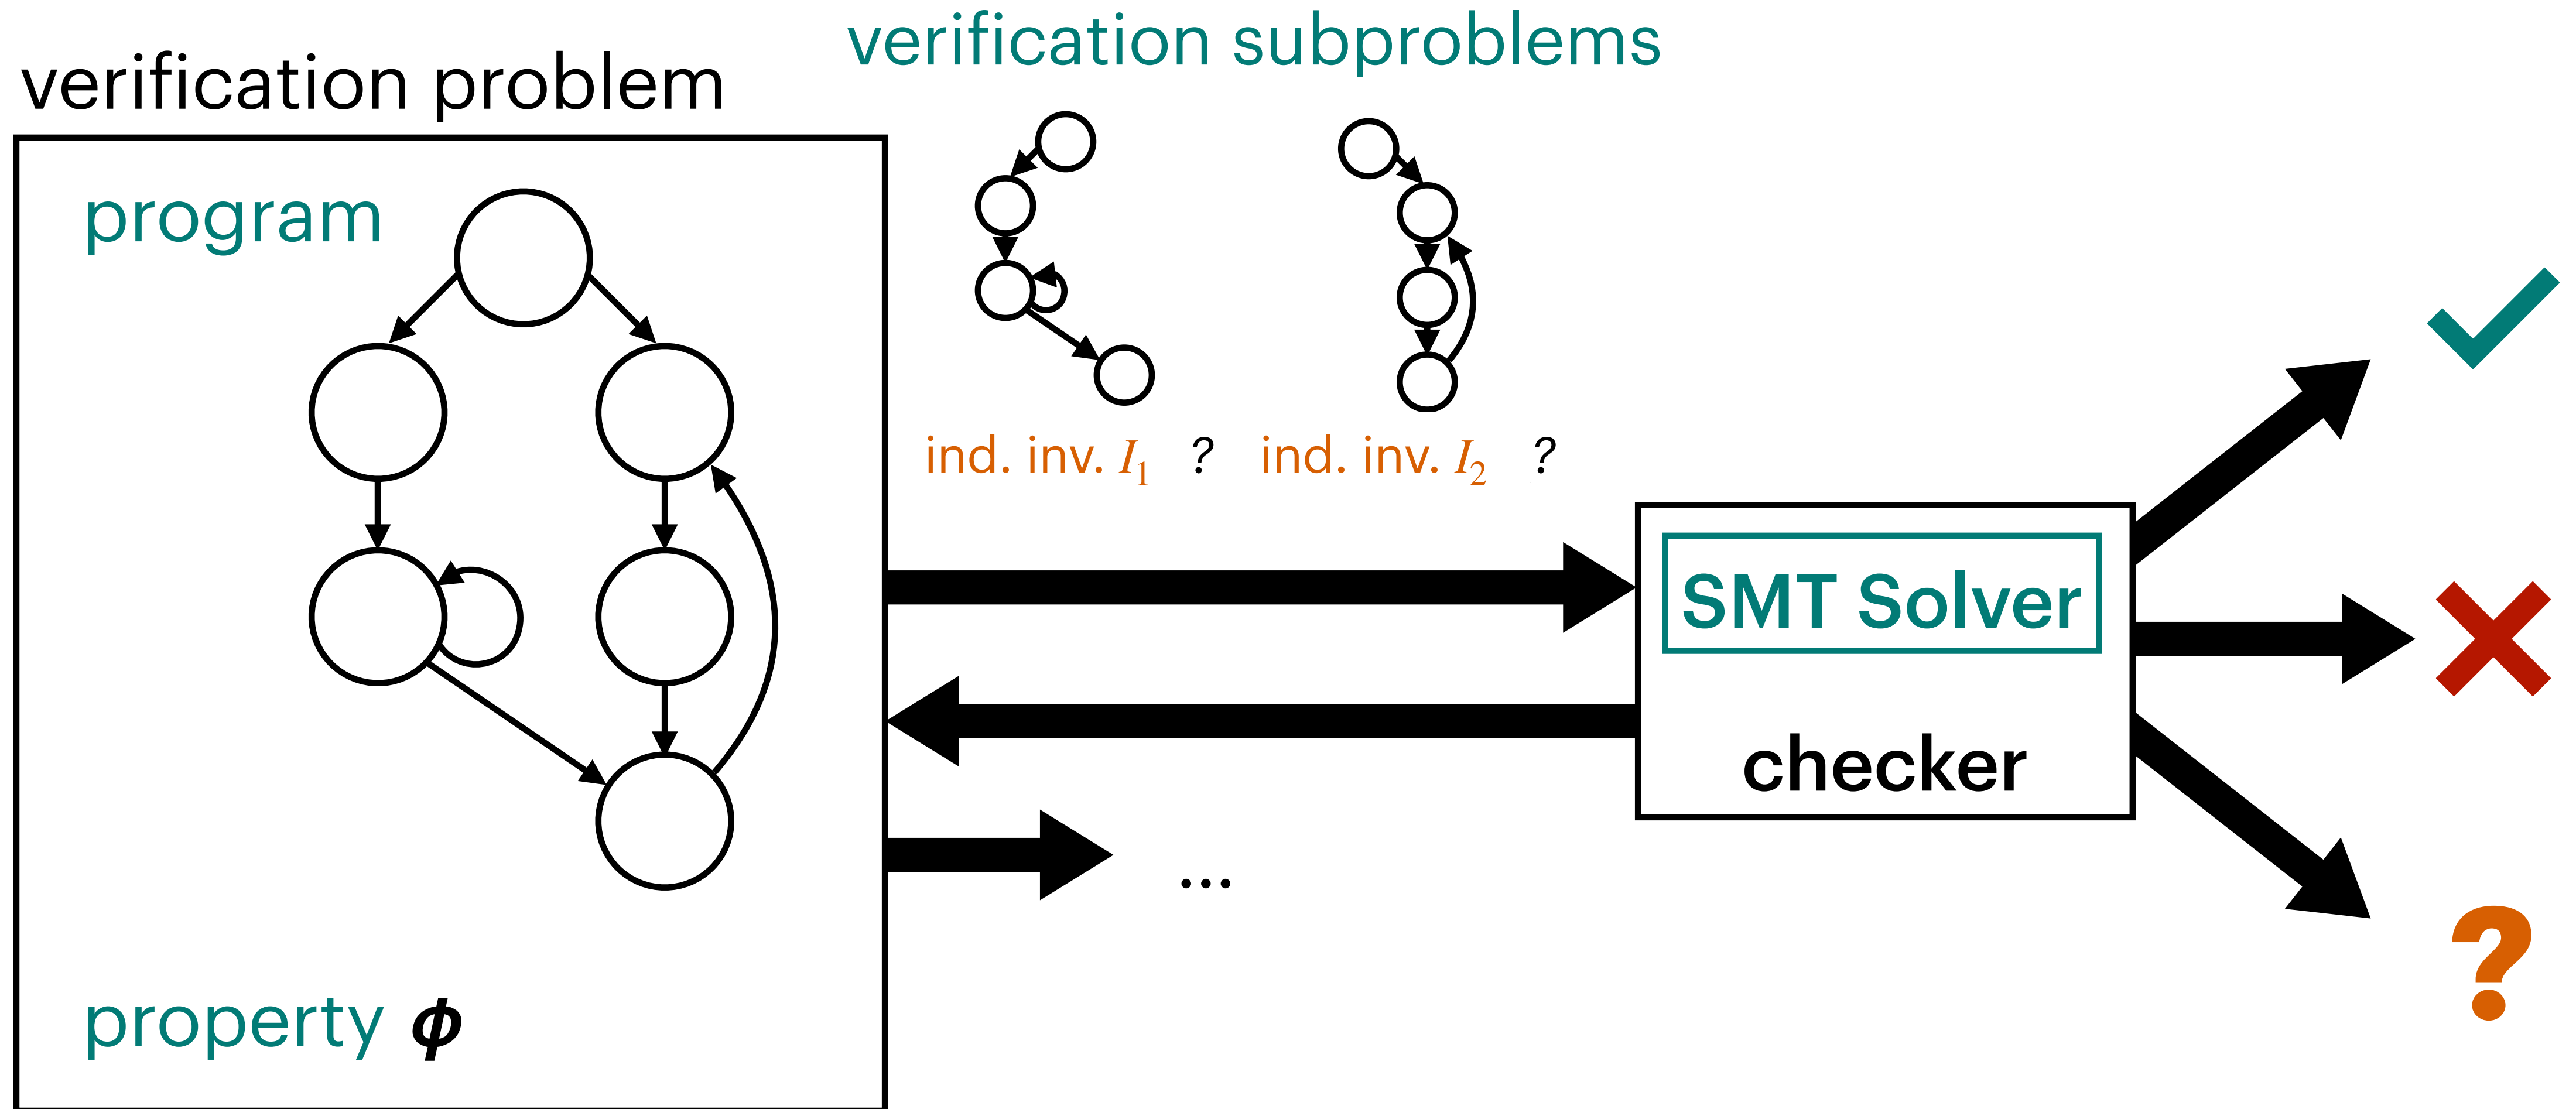 verification subproblems
verification problem
program
ind. inv. I₁ ? ind. inv. I₂ ?
SMT Solver
checker
...
?
property ϕ